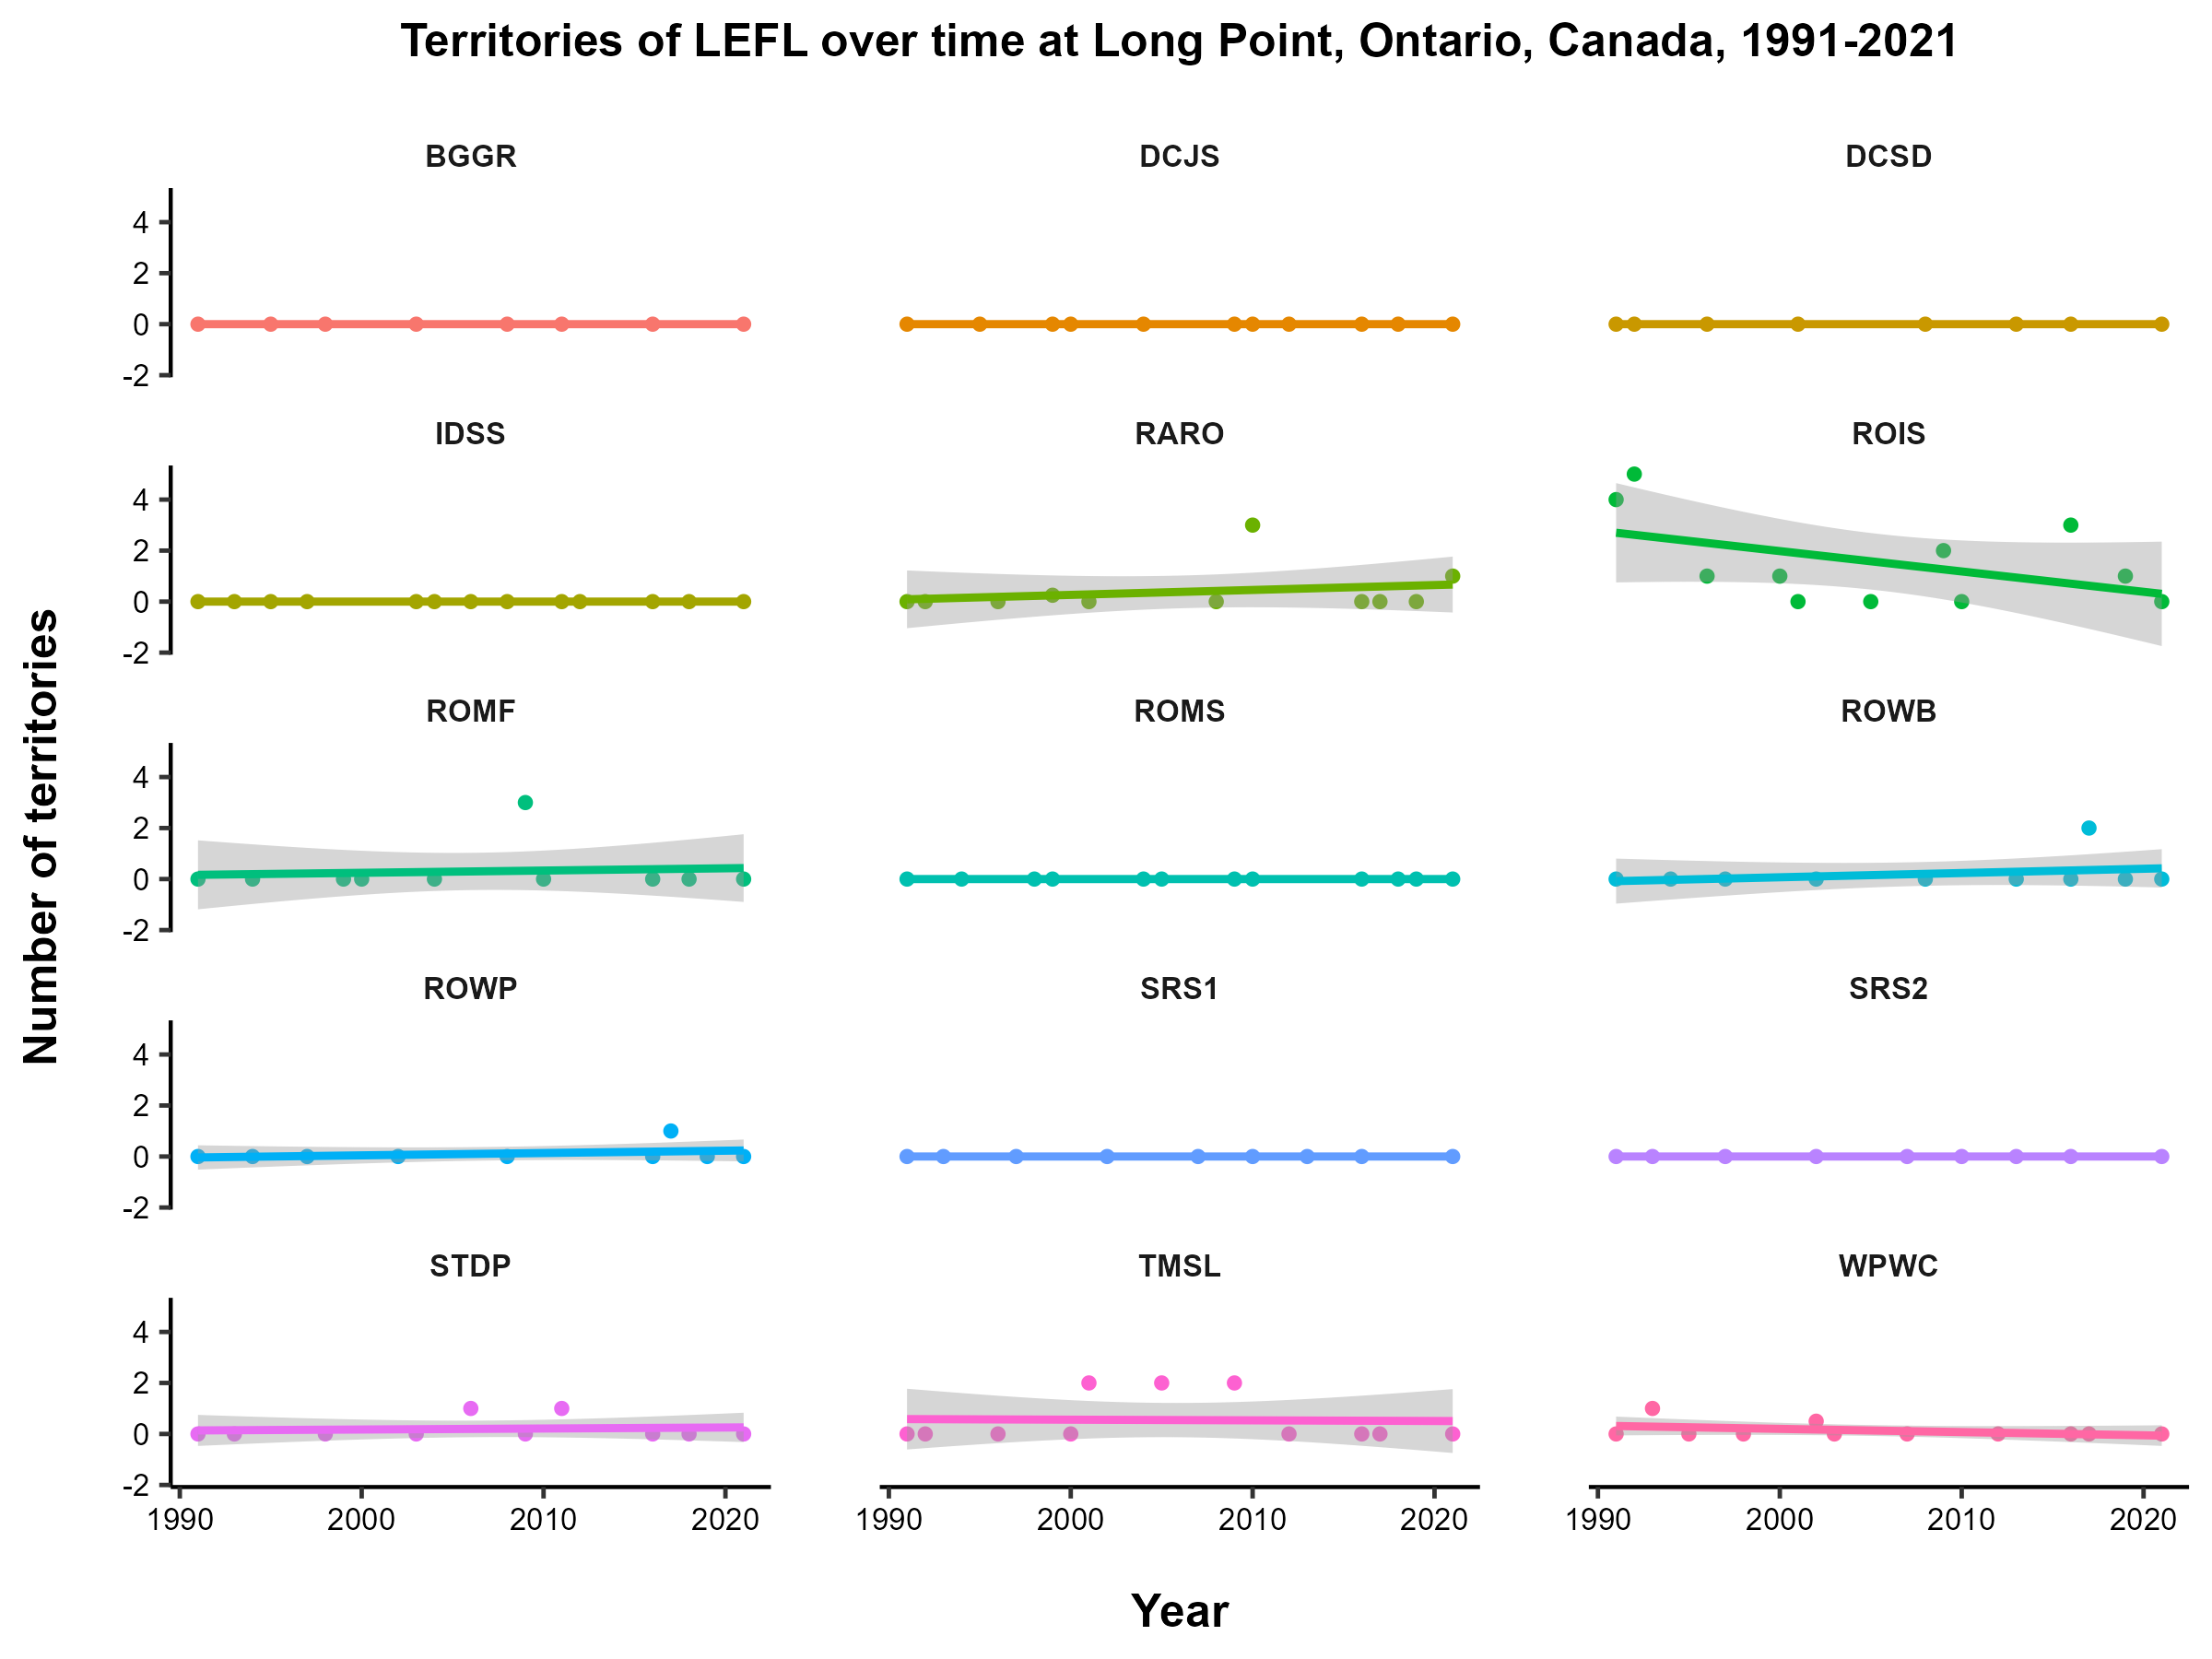 Territories of LEFL over time at Long Point, Ontario, Canada, 1991-2021
BGGR DCJS DCSD
4
2
0
-2
IDSS RARO ROIS
4
2
0
-2
ROMF ROMS ROWB
4
2
0
-2
ROWP SRS1 SRS2
4
2
0
-2
STDP TMSL WPWC
4
2
0
-2
1990 2000 2010 2020 1990 2000 2010 2020 1990 2000 2010 2020
Year
Number of territories